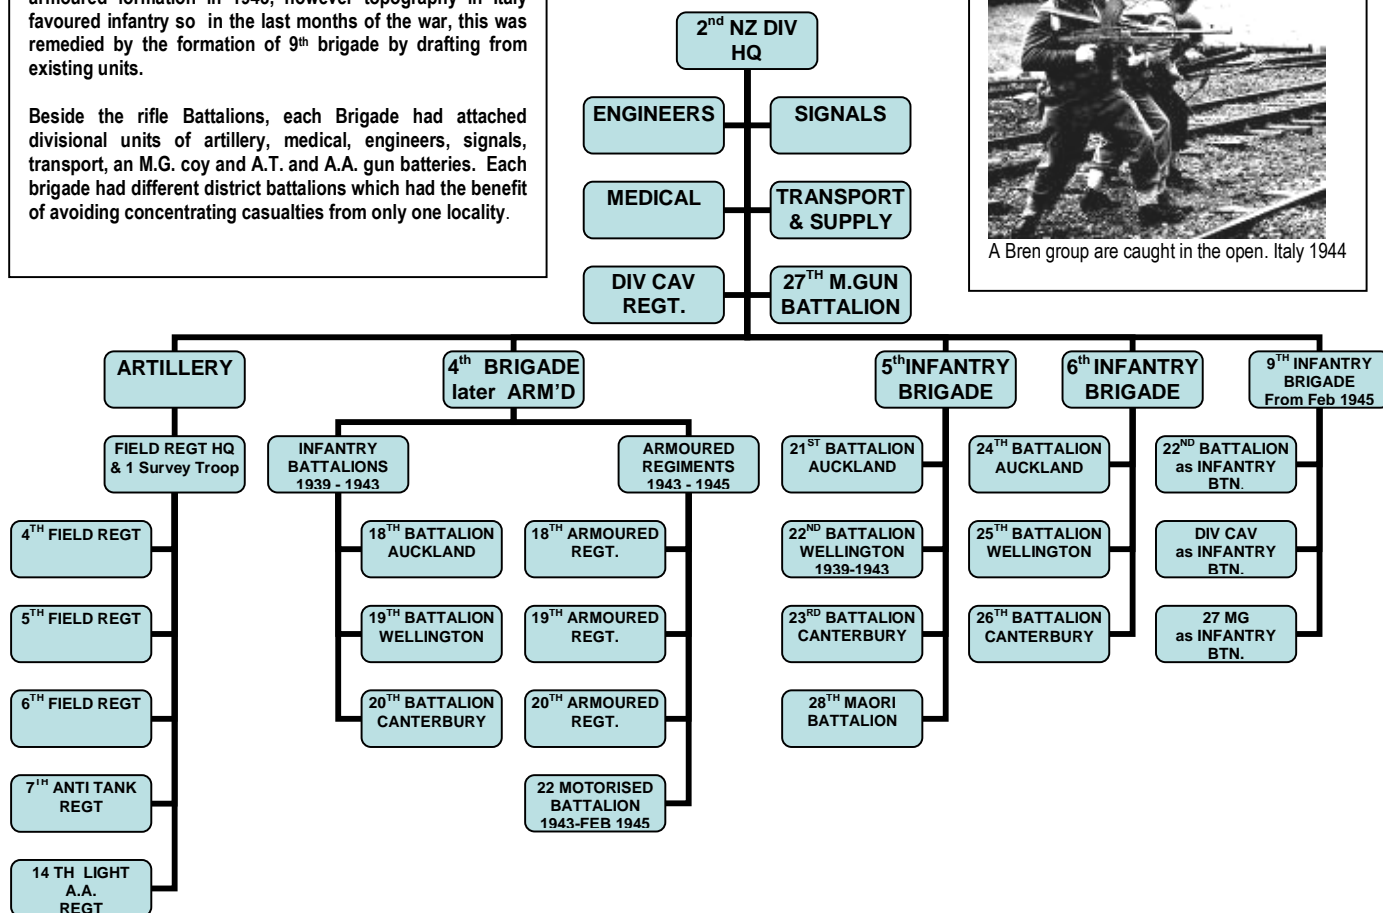 armoured formation in 1943, however topography in Italy
favoured infantry so in the last months of the war, this was
remedied by the formation of 9th brigade by drafting from
existing units.
Beside the rifle Battalions, each Brigade had attached
divisional units of artillery, medical, engineers, signals,
transport, an M.G. coy and A.T. and A.A. gun batteries. Each
brigade had different district battalions which had the benefit
of avoiding concentrating casualties from only one locality.
2nd NZ DIV
HQ
ENGINEERS
SIGNALS
MEDICAL
TRANSPORT
& SUPPLY
DIV CAV
REGT.
27TH M.GUN
BATTALION
A Bren group are caught in the open. Italy 1944
ARTILLERY
4th BRIGADE
later ARM’D
5th INFANTRY
BRIGADE
6th INFANTRY
BRIGADE
9TH INFANTRY
BRIGADE
From Feb 1945
FIELD REGT HQ
& 1 Survey Troop
INFANTRY
BATTALIONS
1939 - 1943
ARMOURED
REGIMENTS
1943 - 1945
21ST BATTALION
AUCKLAND
24TH BATTALION
AUCKLAND
22ND BATTALION
as INFANTRY
BTN.
4TH FIELD REGT
18TH BATTALION
AUCKLAND
18TH ARMOURED
REGT.
22ND BATTALION
WELLINGTON
1939-1943
25TH BATTALION
WELLINGTON
DIV CAV
as INFANTRY
BTN.
5TH FIELD REGT
19TH BATTALION
WELLINGTON
19TH ARMOURED
REGT.
23RD BATTALION
CANTERBURY
26TH BATTALION
CANTERBURY
27 MG
as INFANTRY
BTN.
6TH FIELD REGT
20TH BATTALION
CANTERBURY
20TH ARMOURED
REGT.
28TH MAORI
BATTALION
7TH ANTI TANK
REGT
22 MOTORISED
BATTALION
1943-FEB 1945
14 TH LIGHT
A.A.
REGT